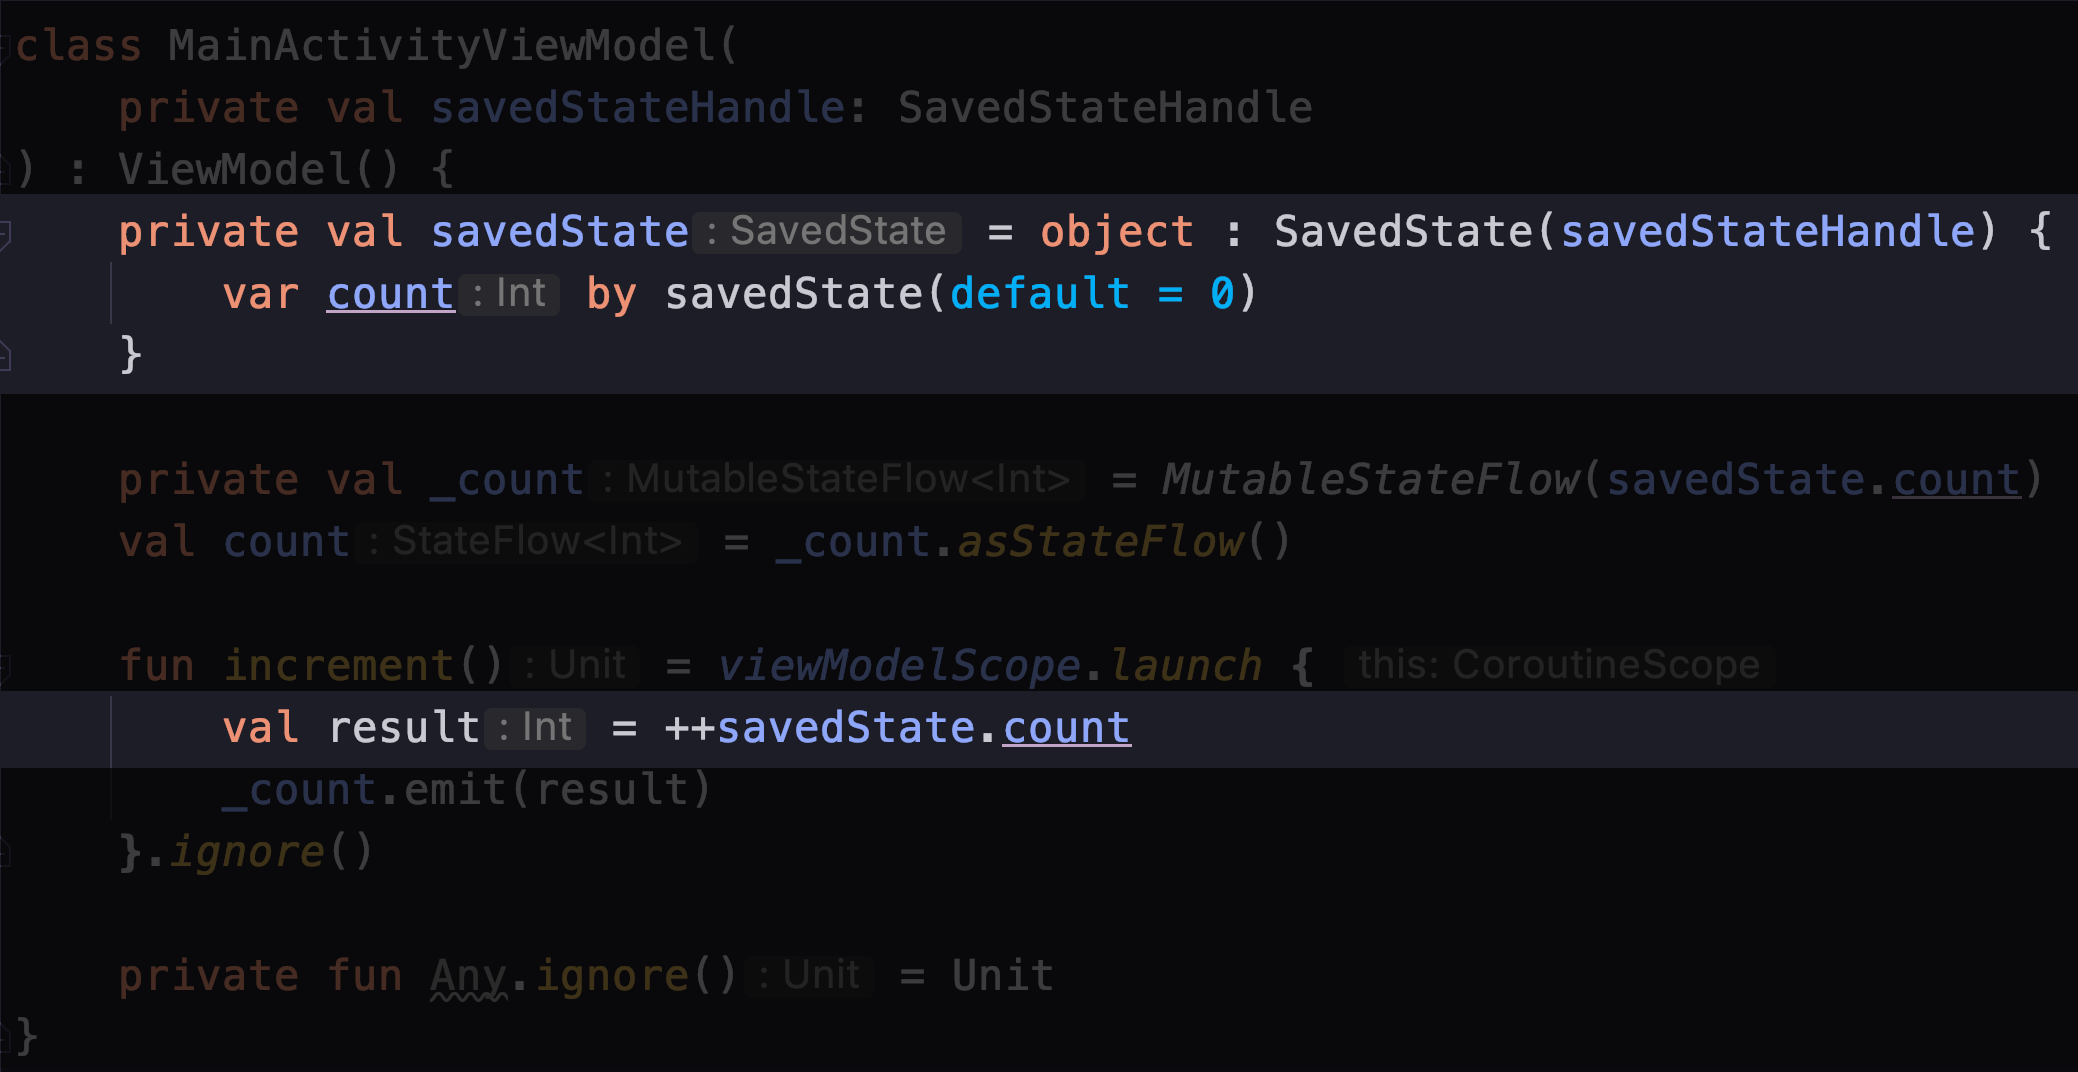 class MainActivityViewModel(
    private val savedStateHandle: SavedStateHandle
) : ViewModel() {
    private val savedState : SavedState = object : SavedState(savedStateHandle) {
        var count : Int by savedState(default = 0)
    }
    private val _count : MutableStateFlow<Int> = MutableStateFlow(savedState.count)
    val count : StateFlow<Int> = _count.asStateFlow()
    fun increment() : Unit = viewModelScope.launch { this: CoroutineScope
        val result : Int = ++savedState.count
        _count.emit(result)
    }.ignore()
    private fun Any.ignore() : Unit = Unit
}